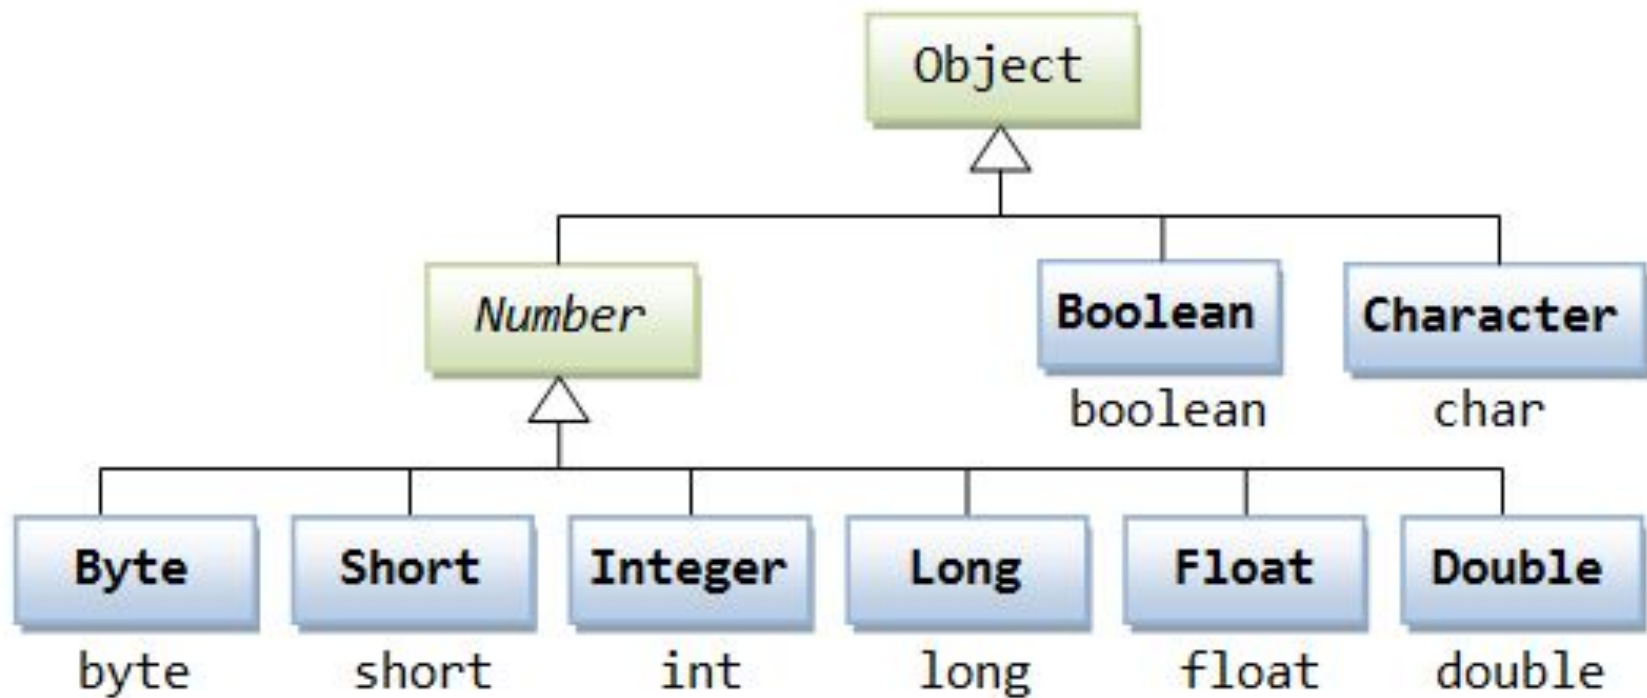 Object
Number
Boolean
Character
boolean
char
Byte
Short
Integer
Long
Float
Double
byte
short
int
long
float
double